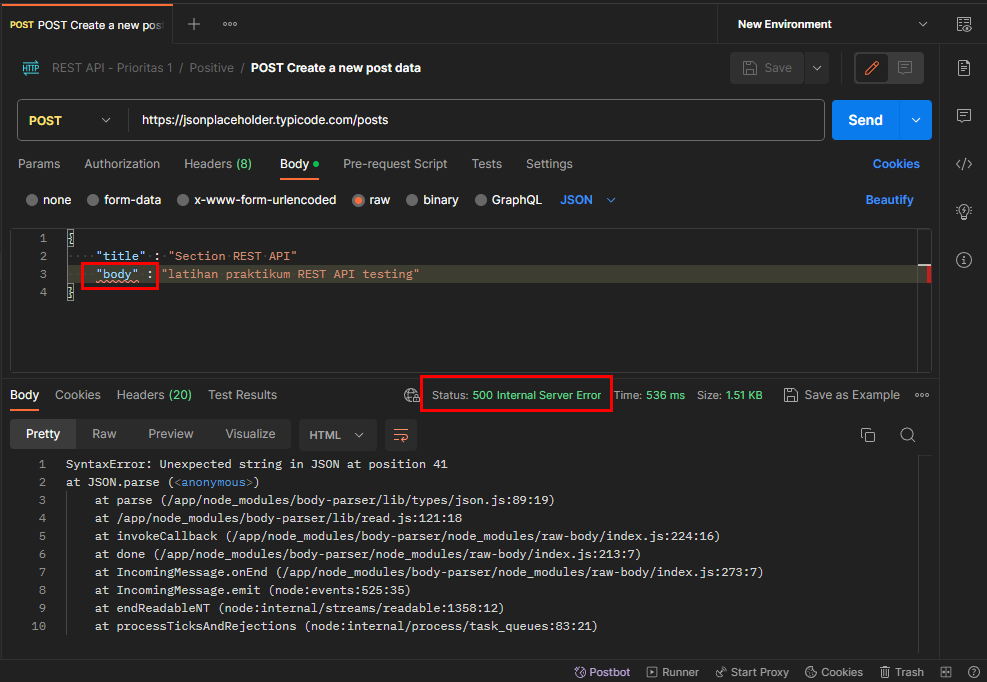 POST POST Create a new pos
New Environment
REST API - Prioritas 1 / Positive / POST Create a new post data
Save
POST
https://jsonplaceholder.typicode.com/posts
Send
Params Authorization Headers (8) Body Pre-request Script Tests Settings Cookies
none form-data x-www-form-urlencoded raw binary GraphQL JSON Beautify
1 {
2 "title" : "Section REST API"
3 "body" : "latihan praktikum REST API testing"
4 }
Body Cookies Headers (20) Test Results Status: 500 Internal Server Error Time: 536 ms Size: 1.51 KB Save as Example
Pretty Raw Preview Visualize HTML
1 SyntaxError: Unexpected string in JSON at position 41
2 at JSON.parse (<anonymous>)
3 at parse (/app/node_modules/body-parser/lib/types/json.js:89:19)
4 at /app/node_modules/body-parser/lib/read.js:121:18
5 at invokeCallback (/app/node_modules/body-parser/node_modules/raw-body/index.js:224:16)
6 at done (/app/node_modules/body-parser/node_modules/raw-body/index.js:213:7)
7 at IncomingMessage.onEnd (/app/node_modules/body-parser/node_modules/raw-body/index.js:273:7)
8 at IncomingMessage.emit (node:events:525:35)
9 at endReadableNT (node:internal/streams/readable:1358:12)
10 at processTicksAndRejections (node:internal/process/task_queues:83:21)
Postbot Runner Start Proxy Cookies Trash